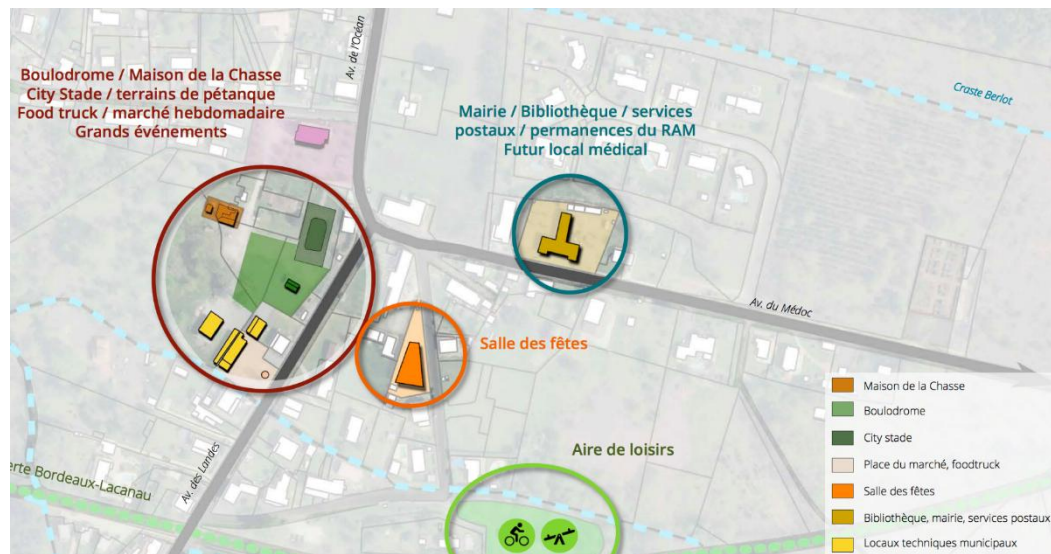 Av. de l'Océan
Boulodrome / Maison de la Chasse
City Stade / terrains de pétanque
Food truck / marché hebdomadaire
Grands événements
Mairie / Bibliothèque / services
postaux / permanences du RAM
Futur local médical
Craste Berlot
Av. du Médoc
Salle des fêtes
Aire de loisirs
erte Bordeaux-Lacanau
Av. des Landes
Maison de la Chasse
Boulodrome
City stade
Place du marché, foodtruck
Salle des fêtes
Bibliothèque, mairie, services postaux
Locaux techniques municipaux